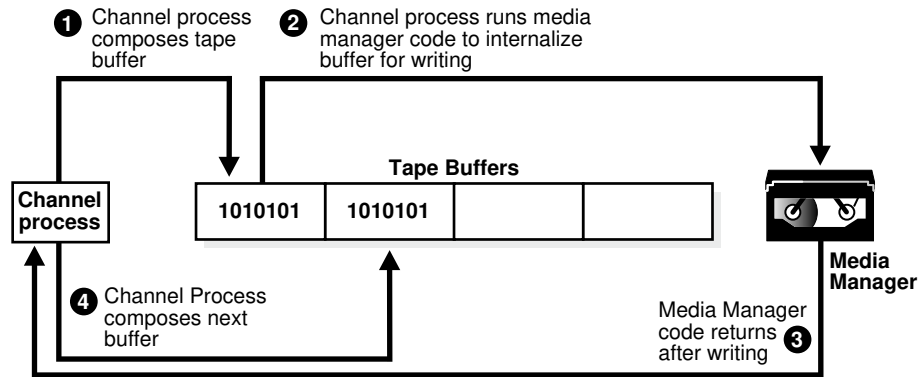 1 Channel process
composes tape
buffer
2 Channel process runs media
manager code to internalize
buffer for writing
Tape Buffers
Channel
process
1010101
1010101
Media
Manager
4 Channel Process
composes next
buffer
Media Manager
code returns
after writing 3